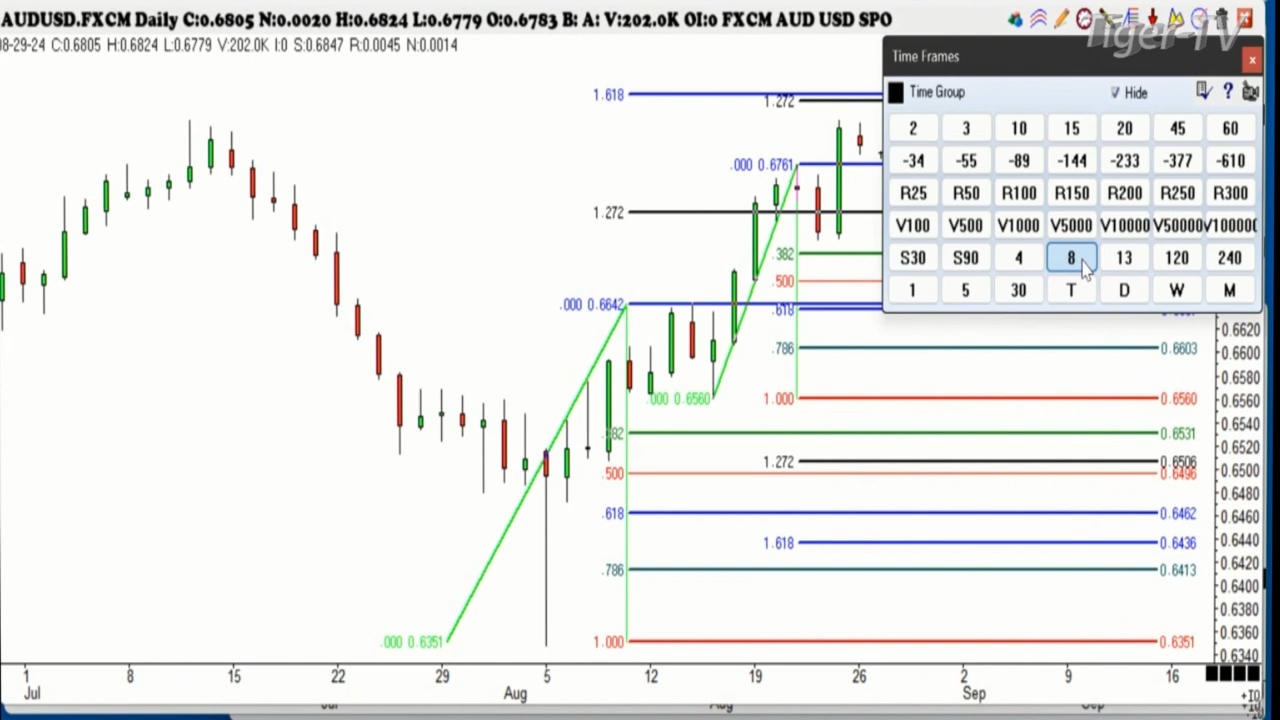 AUDUSD.FXCM Daily C:0.6805 N:0.0020 H:0.6824 L:0.6779 O:0.6783 B: A: V:202.0K OI:0 FXCM AUD USD SPO
08-29-24 C:0.6805 H:0.6824 L:0.6779 V:202.0K I:0 S:0.6847 R:0.0045 N:0.0014
Tiger-TV
Time Frames
Time Group
Hide
2 3 10 15 20 45 60
-34 -55 -89 -144 -233 -377 -610
R25 R50 R100 R150 R200 R250 R300
V100 V500 V1000 V5000 V10000 V50000 V100000
S30 S90 4 8 13 120 240
1 5 30 T D W M
1.618
1.272
.000 0.6761
1.272
.382
.500
.000 0.6642
.618
.786 0.6603
.000 0.6560 1.000 0.6560
.382 0.6531
1.272 0.6506
.500 0.6496
.618 0.6462
1.618 0.6436
.786 0.6413
.000 0.6351 1.000 0.6351
0.6620
0.6600
0.6580
0.6560
0.6540
0.6520
0.6500
0.6480
0.6460
0.6440
0.6420
0.6400
0.6380
0.6360
0.6340
1 8 15 22 29 5 12 19 26 2 9 16
Jul Aug Sep